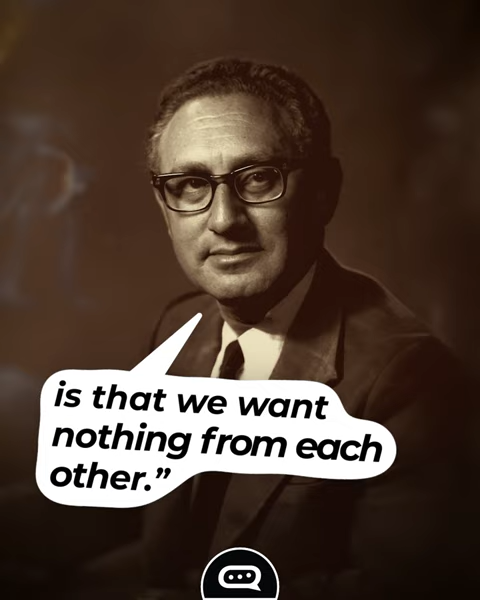 is that we want
nothing from each
other.”